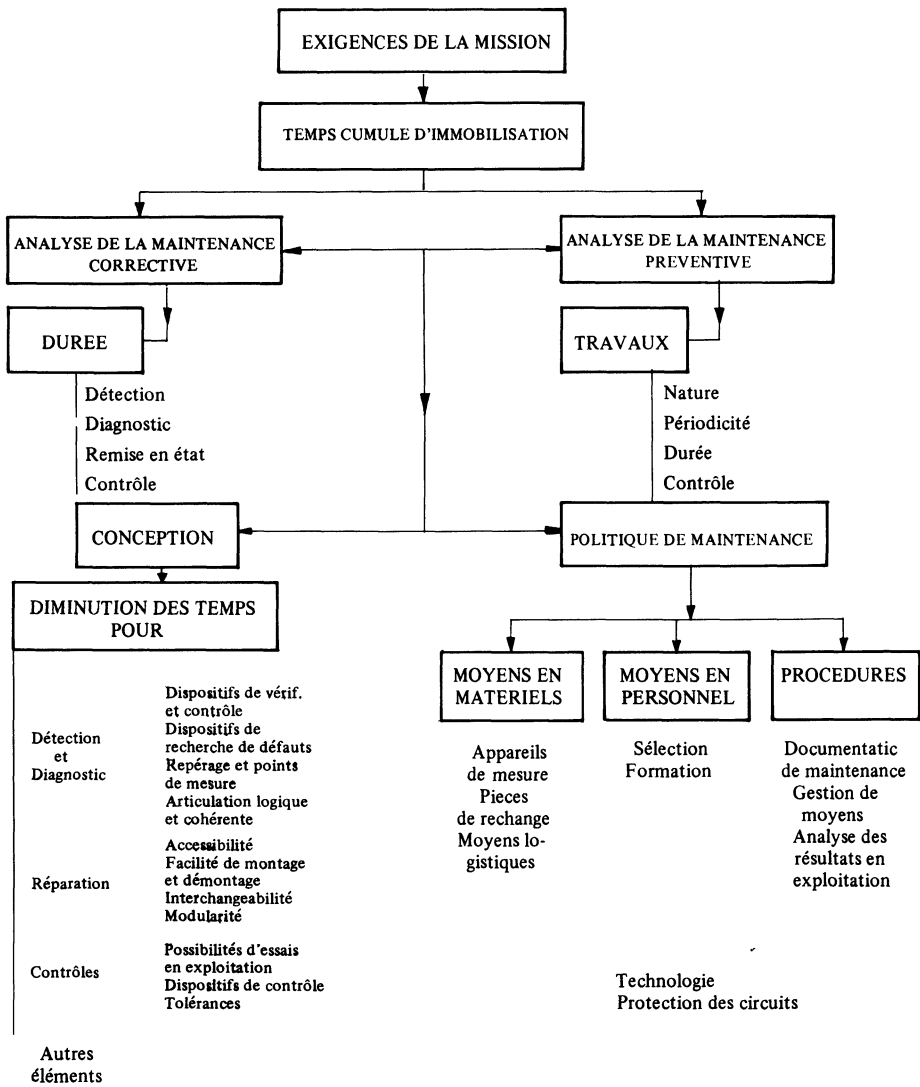 EXIGENCES DE LA MISSION
TEMPS CUMULE D'IMMOBILISATION
ANALYSE DE LA MAINTENANCE
CORRECTIVE
ANALYSE DE LA MAINTENANCE
PREVENTIVE
DUREE
Détection
Diagnostic
Remise en état
Contrôle
TRAVAUX
Nature
Périodicité
Durée
Contrôle
CONCEPTION
POLITIQUE DE MAINTENANCE
DIMINUTION DES TEMPS
POUR
Détection
et
Diagnostic
Dispositifs de vérif.
et contrôle
Dispositifs de
recherche de défauts
Repérage et points
de mesure
Articulation logique
et cohérente
Réparation
Accessibilité
Facilité de montage
et démontage
Interchangeabilité
Modularité
Contrôles
Possibilités d'essais
en exploitation
Dispositifs de contrôle
Tolérances
Autres
éléments
MOYENS EN
MATERIELS
Appareils
de mesure
Pieces
de rechange
Moyens lo-
gistiques
MOYENS EN
PERSONNEL
Sélection
Formation
PROCEDURES
Documentatic
de maintenance
Gestion de
moyens
Analyse des
résultats en
exploitation
Technologie
Protection des circuits